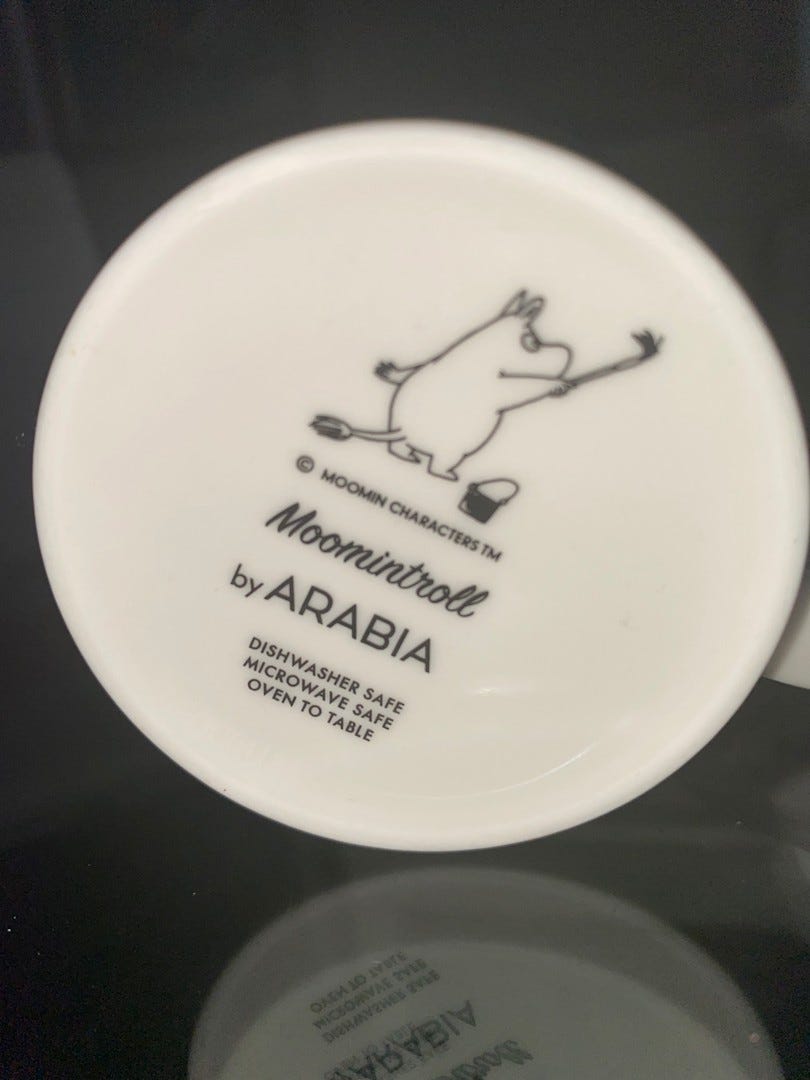 © MOOMIN CHARACTERS™
Moomintroll
by ARABIA
DISHWASHER SAFE
MICROWAVE SAFE
OVEN TO TABLE